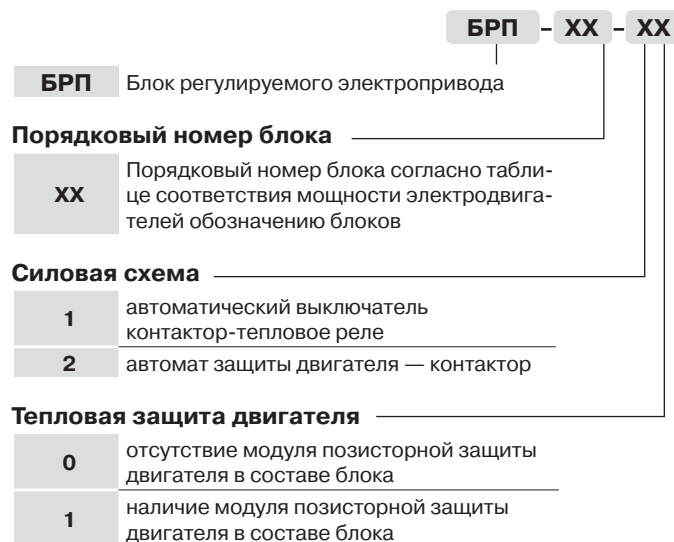 БРП – XX – XX
БРП Блок регулируемого электропривода
Порядковый номер блока
XX
Порядковый номер блока согласно табли-
це соответствия мощности электродвига-
телей обозначению блоков
Силовая схема
1
автоматический выключатель
контактор-тепловое реле
2 автомат защиты двигателя — контактор
Тепловая защита двигателя
0
отсутствие модуля позисторной защиты
двигателя в составе блока
1
наличие модуля позисторной защиты
двигателя в составе блока